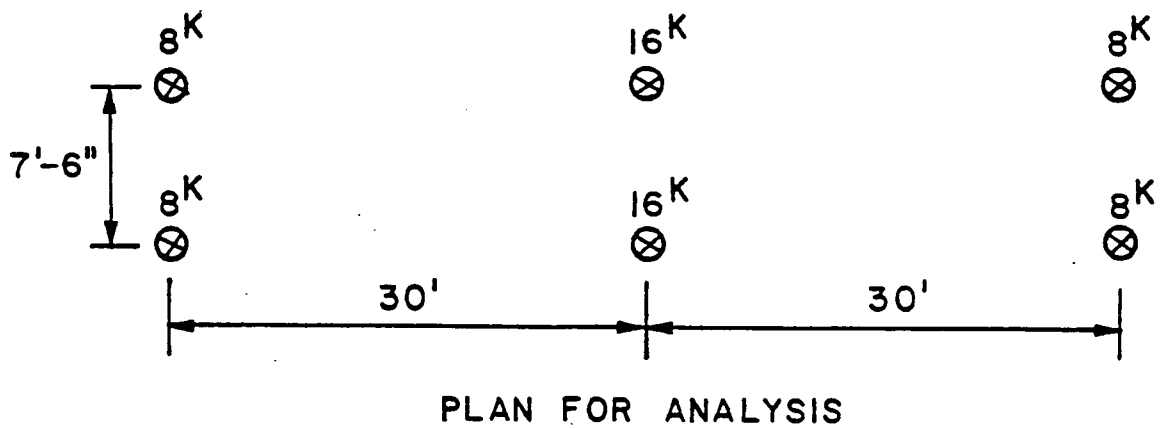 8K 16K 8K
7'-6"
8K 16K 8K
30' 30'
PLAN FOR ANALYSIS